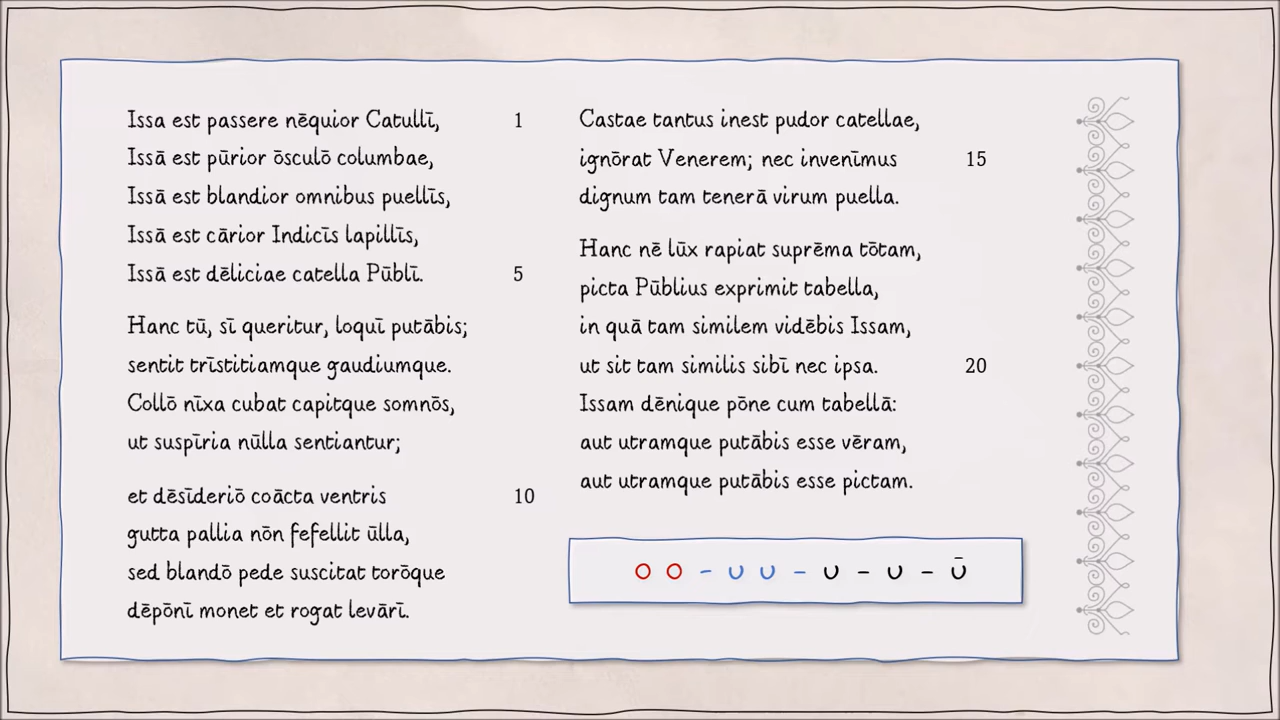 Issa est passere nēquior Catullī,
1
Issā est pūrior ōsculō columbae,
Issā est blandior omnibus puellīs,
Issā est cārior Indicīs lapillīs,
Issā est dēliciae catella Pūblī.
5
Hanc tū, sī queritur, loquī putābis;
sentit trīstitiamque gaudiumque.
Collō nīxa cubat capitque somnōs,
ut suspīria nūlla sentiantur;
et dēsīderiō coācta ventris
10
gutta pallia nōn fefellit ūlla,
sed blandō pede suscitat torōque
dēpōnī monet et rogat levārī.
Castae tantus inest pudor catellae,
ignōrat Venerem; nec invenīmus
15
dignum tam tenerā virum puella.
Hanc nē lūx rapiat suprēma tōtam,
picta Pūblius exprimit tabella,
in quā tam similem vidēbis Issam,
ut sit tam similis sibī nec ipsa.
20
Issam dēnique pōne cum tabellā:
aut utramque putābis esse vēram,
aut utramque putābis esse pictam.
o o – ∪ ∪ – ∪ – ∪ – ∪̄